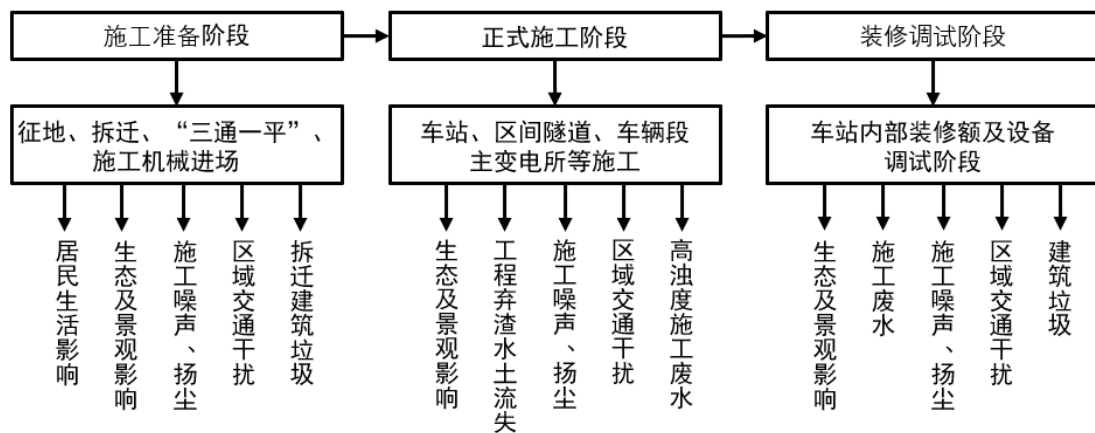 施工准备阶段
正式施工阶段
装修调试阶段
征地、拆迁、“三通一平”、
施工机械进场
车站、区间隧道、车辆段
主变电所等施工
车站内部装修额及设备
调试阶段
居民生活影响
生态及景观影响
施工噪声、扬尘
区域交通干扰
拆迁建筑垃圾
生态及景观影响
工程弃渣水土流失
施工噪声、扬尘
区域交通干扰
高浊度施工废水
生态及景观影响
施工废水
施工噪声、扬尘
区域交通干扰
建筑垃圾